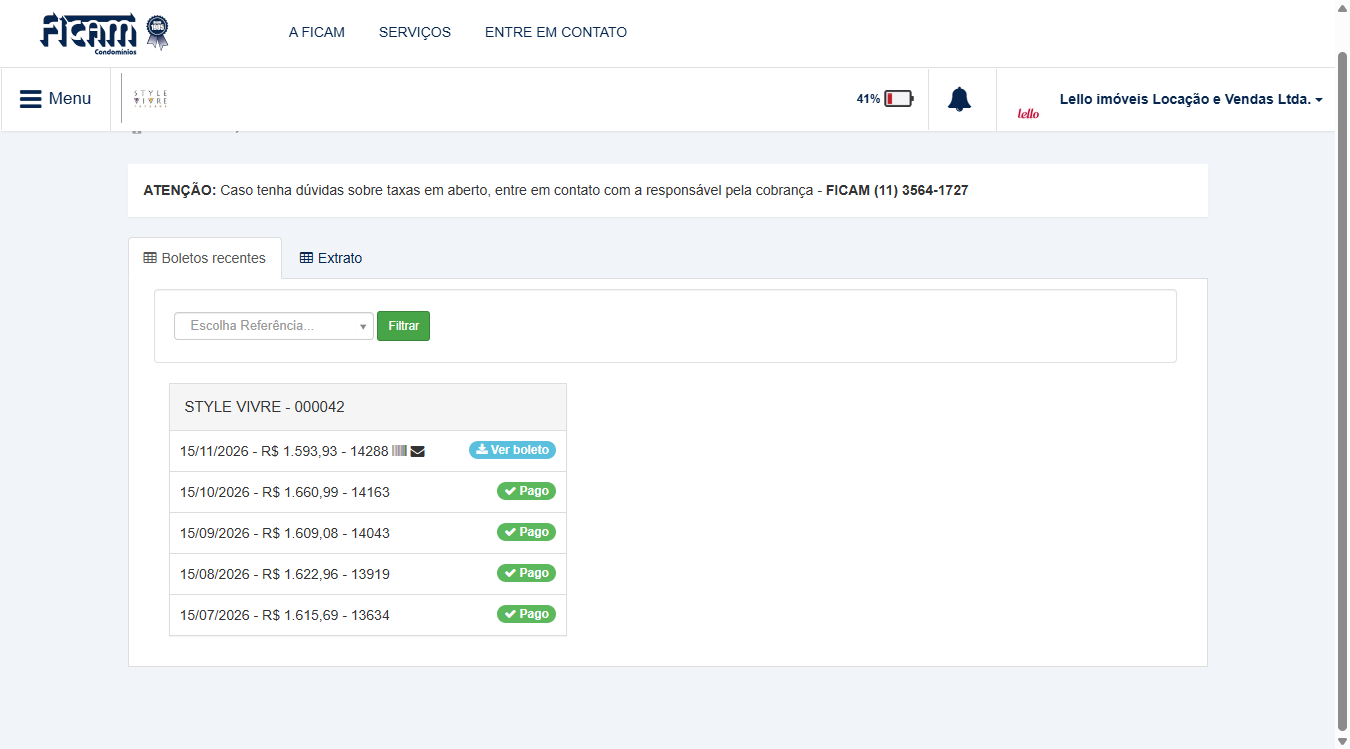 FICAM
Condomínios
1985
A FICAM
SERVIÇOS
ENTRE EM CONTATO
Menu
STYLE
VIVRE
41%
lello
Lello imóveis Locação e Vendas Ltda.
ATENÇÃO: Caso tenha dúvidas sobre taxas em aberto, entre em contato com a responsável pela cobrança - FICAM (11) 3564-1727
Boletos recentes
Extrato
Escolha Referência...
Filtrar
STYLE VIVRE - 000042
15/11/2026 - R$ 1.593,93 - 14288
Ver boleto
15/10/2026 - R$ 1.660,99 - 14163
Pago
15/09/2026 - R$ 1.609,08 - 14043
Pago
15/08/2026 - R$ 1.622,96 - 13919
Pago
15/07/2026 - R$ 1.615,69 - 13634
Pago